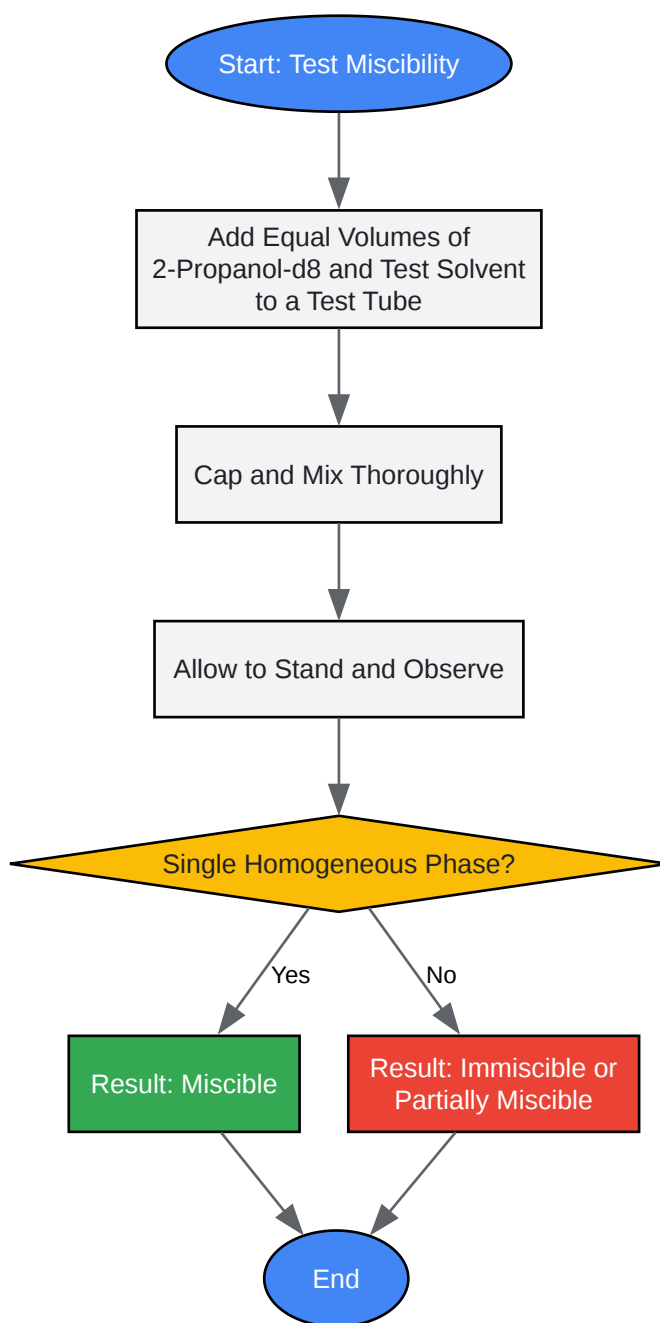 Start: Test Miscibility
Add Equal Volumes of
2-Propanol-d8 and Test Solvent
to a Test Tube
Cap and Mix Thoroughly
Allow to Stand and Observe
Single Homogeneous Phase?
Yes
No
Result: Miscible
Result: Immiscible or
Partially Miscible
End